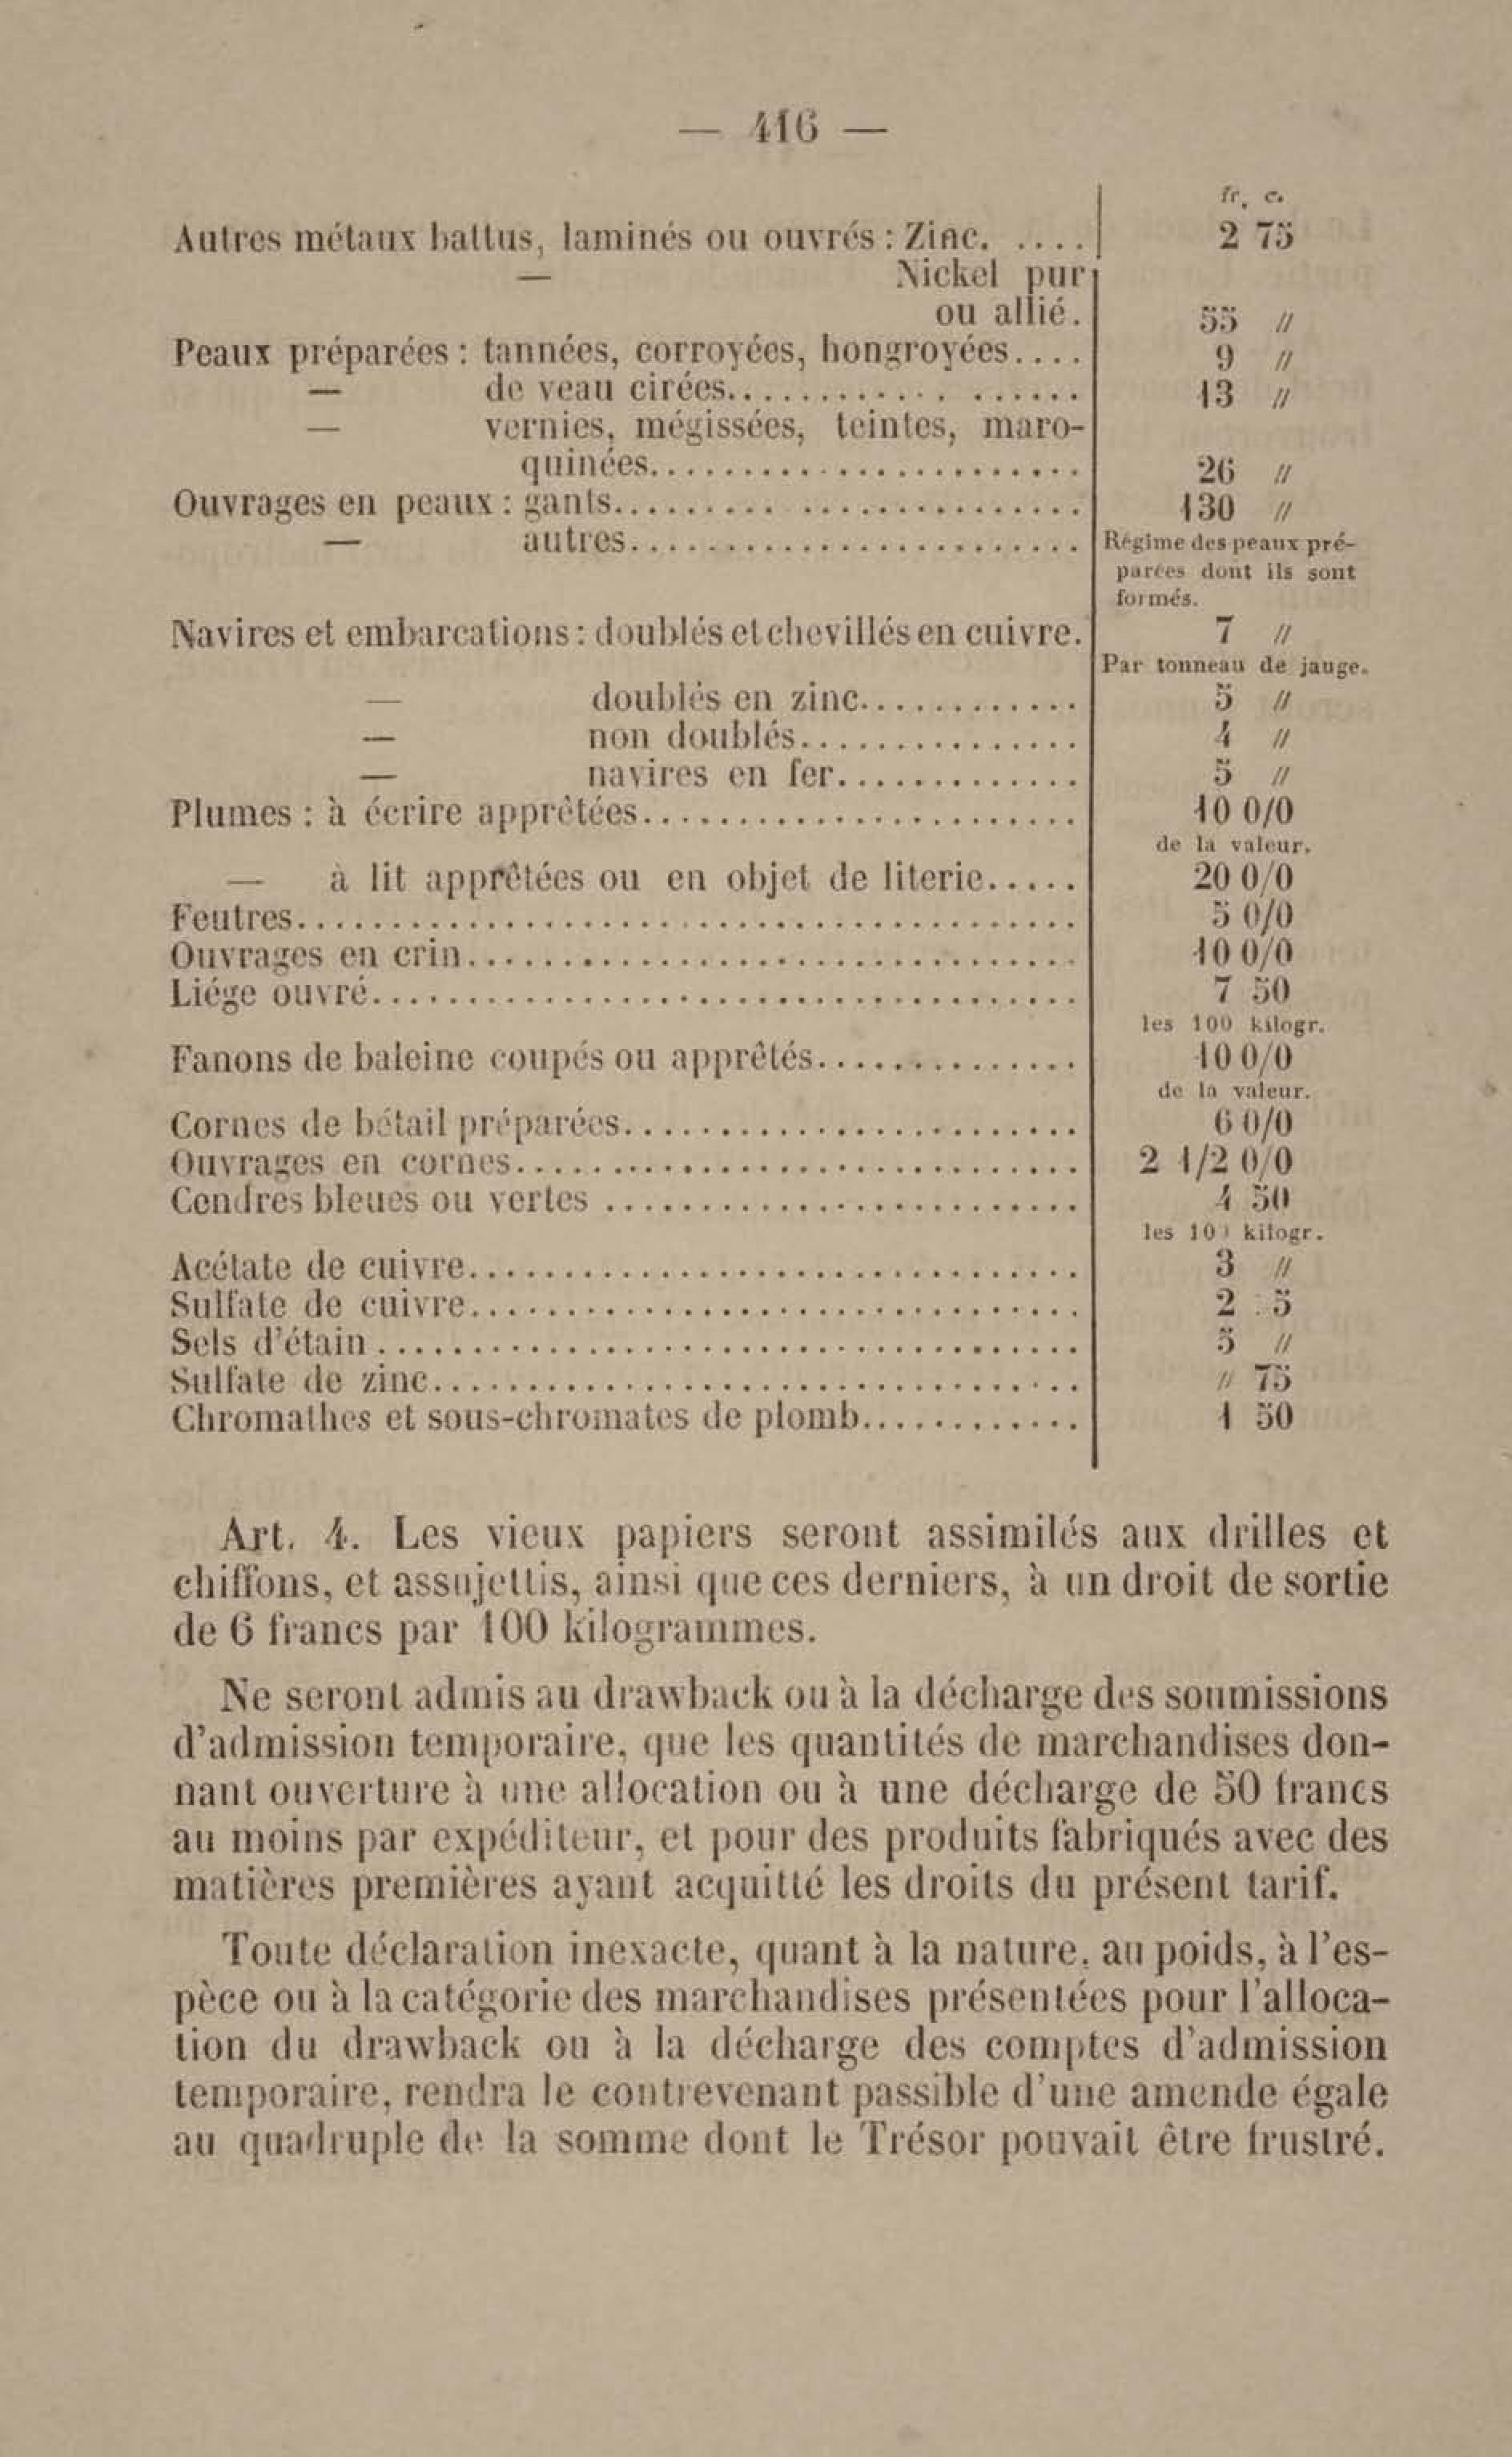 — 416 —
fr. c.
Autres métaux battus, laminés ou ouvrés : Zinc. .... 2 75
— Nickel pur
ou allié. 55 //
Peaux préparées : tannées, corroyées, hongroyées.... 9 //
— de veau cirées.................. 13 //
— vernies, mégissées, teintes, maro-
quinées....................... 26 //
Ouvrages en peaux : gants........................ 130 //
— autres........................ Régime des peaux pré-
parées dont ils sont
formés.
Navires et embarcations : doublés et chevillés en cuivre. 7 //
Par tonneau de jauge.
— doublés en zinc............ 5 //
— non doublés............... 4 //
— navires en fer............. 5 //
Plumes : à écrire apprêtées....................... 10 0/0
de la valeur.
— à lit apprêtées ou en objet de literie..... 20 0/0
Feutres.......................................... 5 0/0
Ouvrages en crin................................ 10 0/0
Liége ouvré..................................... 7 50
les 100 kilogr.
Fanons de baleine coupés ou apprêtés.............. 10 0/0
de la valeur.
Cornes de bétail préparées........................ 6 0/0
Ouvrages en cornes.............................. 2 1/2 0/0
Cendres bleues ou vertes ......................... 4 50
les 10 kilogr.
Acétate de cuivre................................ 3 //
Sulfate de cuivre................................ 2 5
Sels d'étain ..................................... 5 //
Sulfate de zinc.................................. // 75
Chromathes et sous-chromates de plomb............ 1 50
Art. 4. Les vieux papiers seront assimilés aux drilles et
chiffons, et assujettis, ainsi que ces derniers, à un droit de sortie
de 6 francs par 100 kilogrammes.
Ne seront admis au drawback ou à la décharge des soumissions
d'admission temporaire, que les quantités de marchandises don-
nant ouverture à une allocation ou à une décharge de 50 francs
au moins par expéditeur, et pour des produits fabriqués avec des
matières premières ayant acquitté les droits du présent tarif.
Toute déclaration inexacte, quant à la nature, au poids, à l'es-
pèce ou à la catégorie des marchandises présentées pour l'alloca-
tion du drawback ou à la décharge des comptes d'admission
temporaire, rendra le contrevenant passible d'une amende égale
au quadruple de la somme dont le Trésor pouvait être frustré.